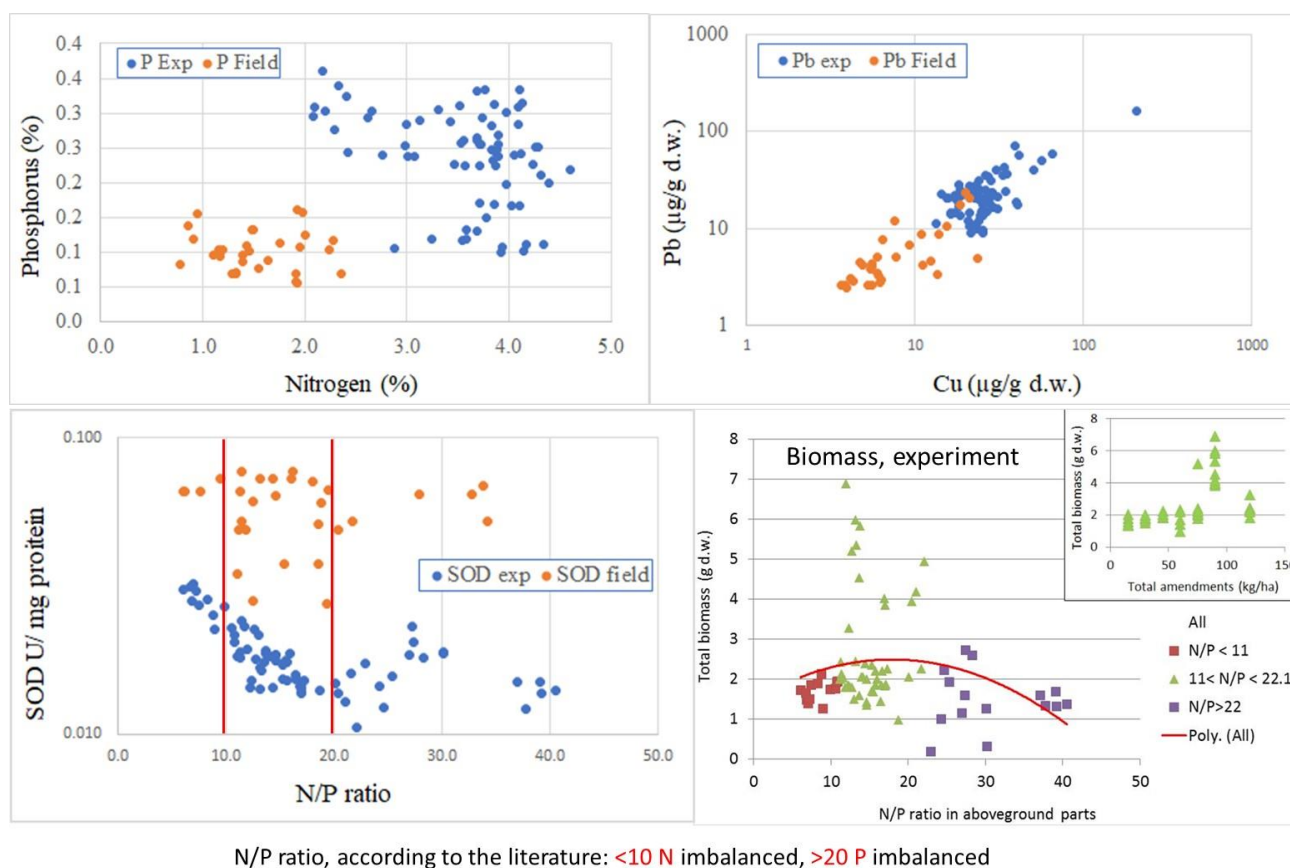 0.4
0.4
0.3
0.3
0.2
0.2
0.1
0.1
0.0
Phosphorus (%)
P Exp P Field
0.0 1.0 2.0 3.0 4.0 5.0
Nitrogen (%)
1000
100
10
1
Pb (µg/g d.w.)
Pb exp Pb Field
1 10 100 1000
Cu (µg/g d.w.)
0.100
0.010
SOD U/ mg proitein
SOD exp SOD field
0.0 10.0 20.0 30.0 40.0 50.0
N/P ratio
Biomass, experiment
8
7
6
5
4
3
2
1
0
Total biomass (g d.w.)
0 10 20 30 40 50
N/P ratio in aboveground parts
8
6
4
2
0
Total biomass (g d.w.)
0 50 100 150
Total amendments (kg/ha)
All
N/P < 11
11< N/P < 22.1
N/P>22
Poly. (All)
N/P ratio, according to the literature: <10 N imbalanced, >20 P imbalanced